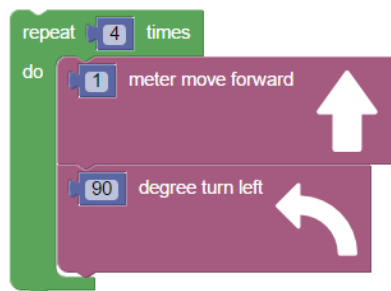 repeat 4 times
do
1 meter move forward
90 degree turn left